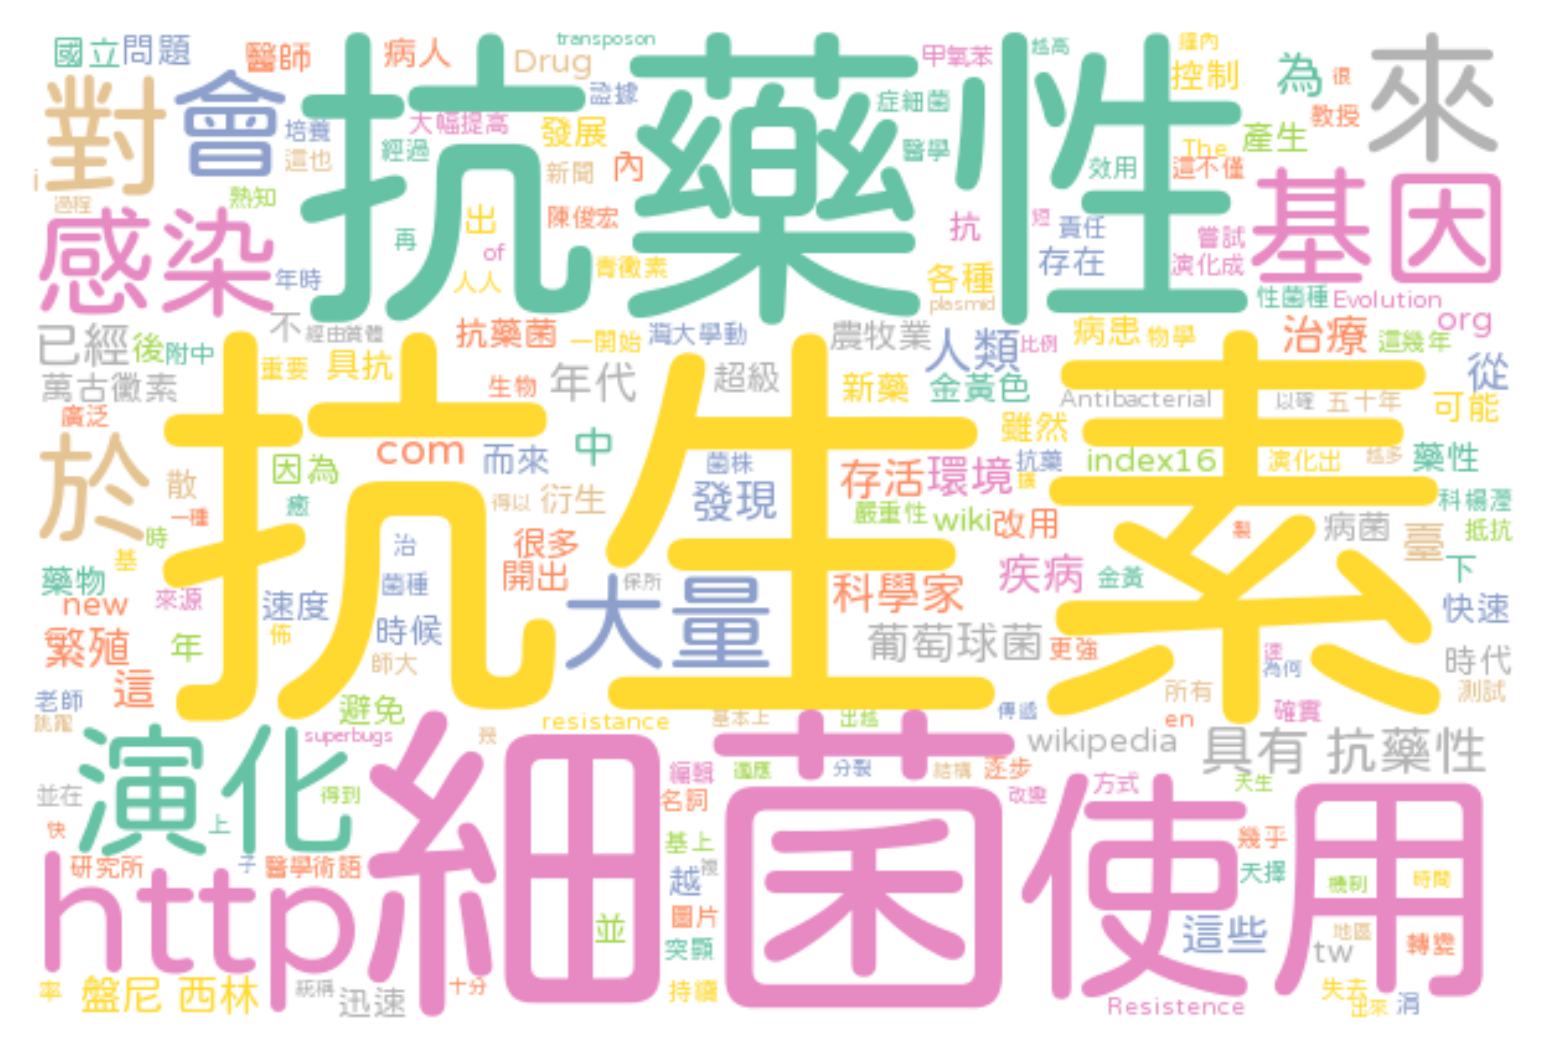 國立 問題
醫師
病人
Drug
transposon
甲氧苯
越高
控制
為
很
來
對
會
抗藥性
培養
這也
大幅提高
經過
證據
發展
新聞
內
症細菌
醫學
效用
The
這不僅
產生
教授
i
過程
熟知
感染
年時
再
出
of
人人
陳俊宏
青黴素
抗
短
責任
存在
各種
plasmid
嘗試
演化成
基因
性菌種
Evolution
org
已經
後
附中
不
抗藥菌
一開始
灣大學動
農牧業
人類
比例
病患
物學
治療
這幾年
從
萬古黴素
重要
具抗
生物
年代
超級
新藥
金黃色
Antibacterial
五十年
可能
廣泛
抗生素
於
散
一種
因為
癒
com
而來
中
得以
衍生
菌株
發現
存活
環境
雖然
抗藥
嚴重性
wiki
改用
index16
演化出
越多
藥性
科楊瀅
病菌
臺
抵抗
時
基
藥物
new
來源
治
菌種
很多
開出
保所
大量
科學家
疾病
金黃
下
快速
速度
佈
時候
師大
繁殖
年
這
葡萄球菌
更強
速
為何
時代
所有
測試
老師
跳躍
避免
superbugs
resistance
基本上
出越
傳遞
en
確實
演化
細菌
使用
wikipedia
具有 抗藥性
並在
得到
快
上
編輯
適應
分裂
結構
逐步
名詞
改變
方式
天生
研究所
子
醫學術語
http
並
基上
越
圖片
突顯
持續
幾乎
天擇
機制
時間
這些
地區
tw
轉變
率
盤尼 西林
統稱
迅速
十分
Resistence
失去
出來
涓